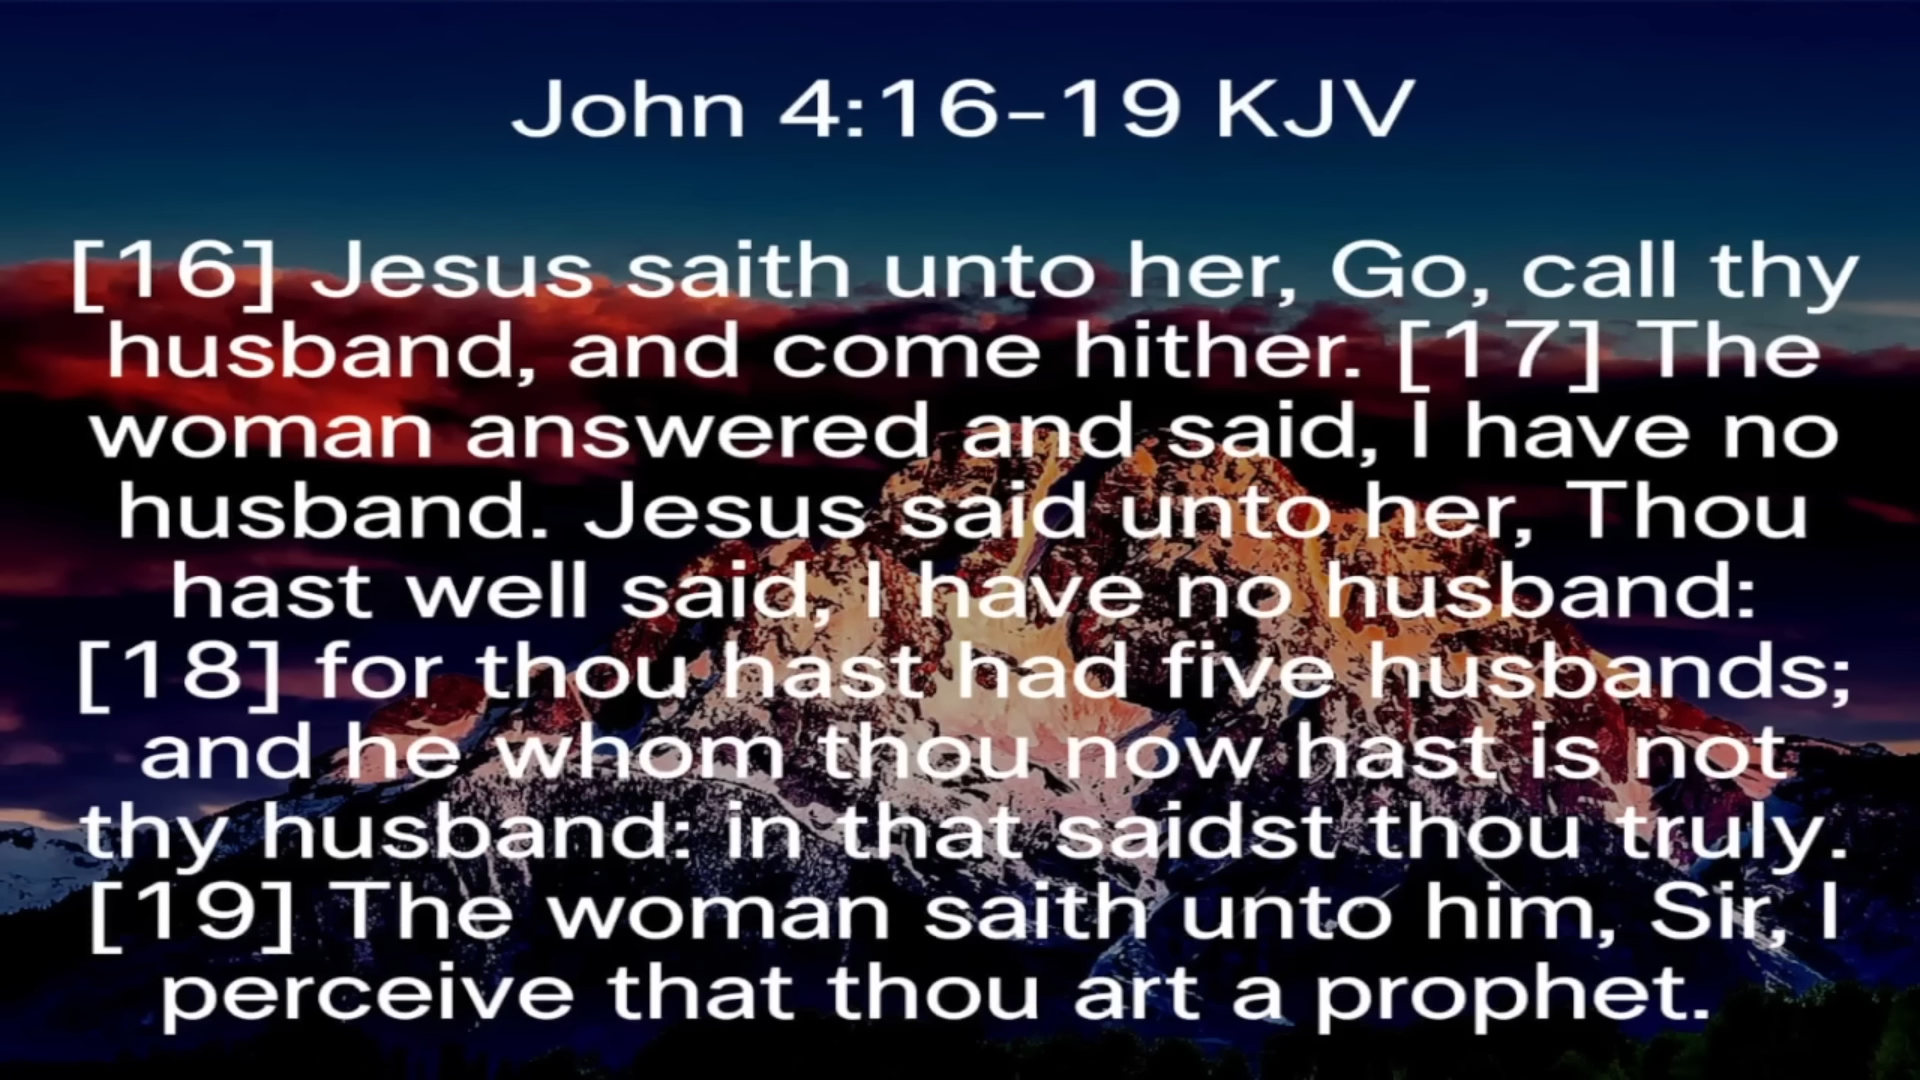 John 4:16-19 KJV
[16] Jesus saith unto her, Go, call thy
husband, and come hither. [17] The
woman answered and said, I have no
husband. Jesus said unto her, Thou
hast well said, I have no husband:
[18] for thou hast had five husbands;
and he whom thou now hast is not
thy husband: in that saidst thou truly.
[19] The woman saith unto him, Sir, I
perceive that thou art a prophet.